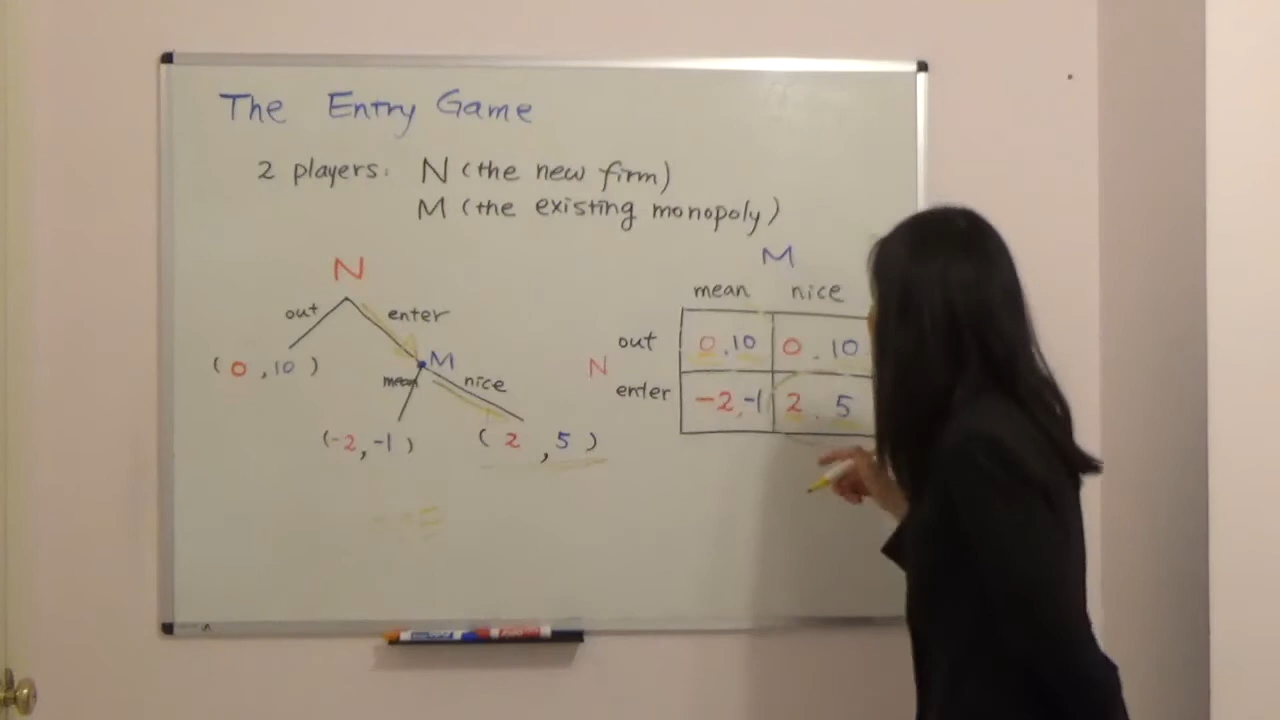 The Entry Game
2 players: N (the new firm)
M (the existing monopoly)
N
out enter
(0, 10)
M
mean nice
(-2, -1) (2, 5)
M
mean nice
N
out 0, 10 0, 10
enter -2, -1 2, 5